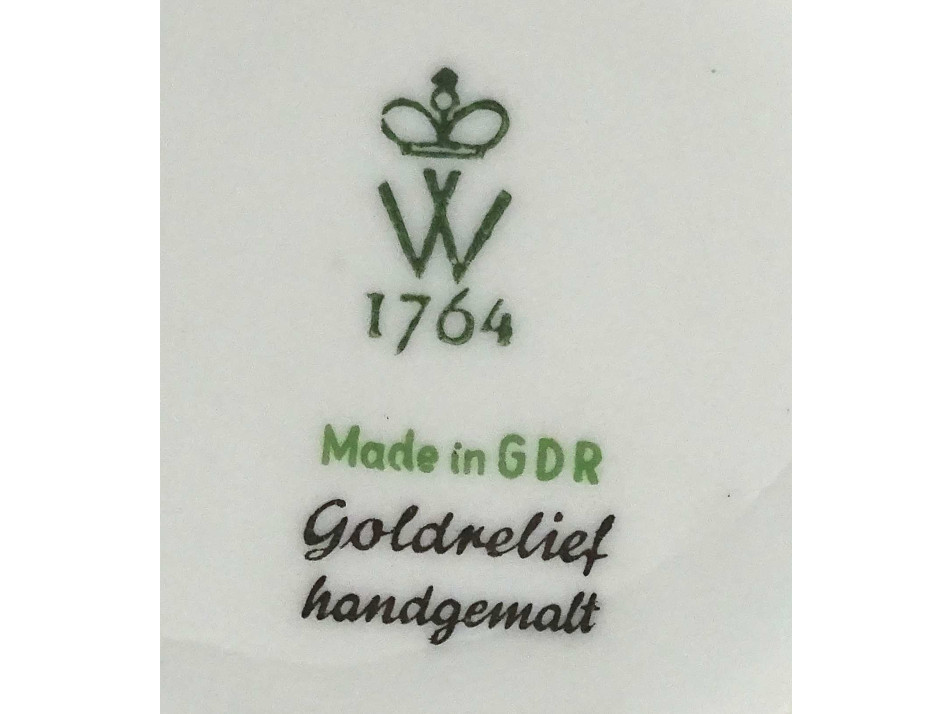 W
1764
Made in GDR
Goldrelief
handgemalt